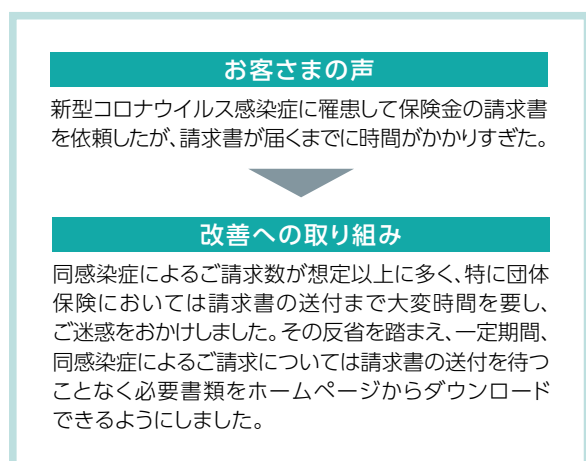 お客さまの声
新型コロナウイルス感染症に罹患して保険金の請求書
を依頼したが、請求書が届くまでに時間がかかりすぎた。
改善への取り組み
同感染症によるご請求数が想定以上に多く、特に団体
保険においては請求書の送付まで大変時間を要し、
ご迷惑をおかけしました。その反省を踏まえ、一定期間、
同感染症によるご請求については請求書の送付を待つ
ことなく必要書類をホームページからダウンロード
できるようにしました。